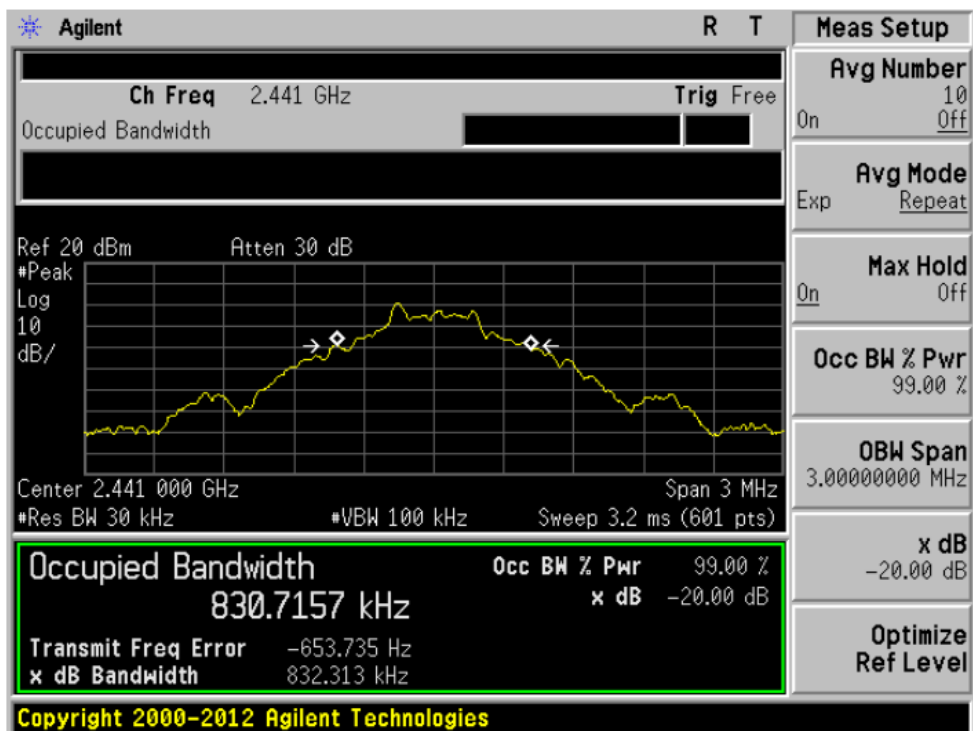 Agilent R T
Ch Freq 2.441 GHz Trig Free
Occupied Bandwidth
Ref 20 dBm Atten 30 dB
#Peak
Log
10
dB/
Center 2.441 000 GHz Span 3 MHz
#Res BW 30 kHz #VBW 100 kHz Sweep 3.2 ms (601 pts)
Occupied Bandwidth Occ BW % Pwr 99.00 %
830.7157 kHz x dB -20.00 dB
Transmit Freq Error -653.735 Hz
x dB Bandwidth 832.313 kHz
Copyright 2000-2012 Agilent Technologies
Meas Setup
Avg Number
10
On Off
Avg Mode
Exp Repeat
Max Hold
On Off
Occ BW % Pwr
99.00 %
OBW Span
3.00000000 MHz
x dB
-20.00 dB
Optimize
Ref Level